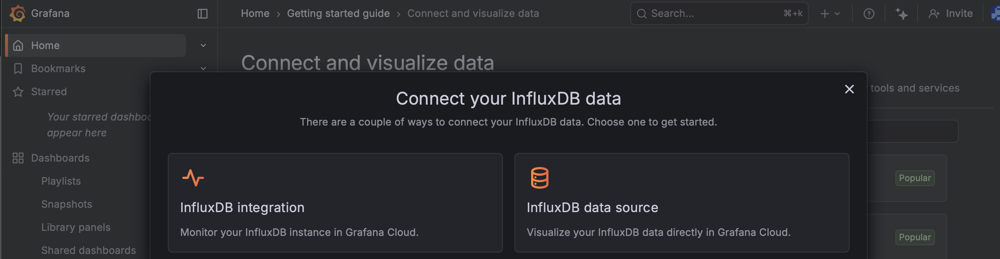 Grafana
Home › Getting started guide › Connect and visualize data
Search... ⌘+k
Invite
Home
Bookmarks
Starred
Your starred
appear here
Dashboards
Playlists
Snapshots
Library panels
Shared dashboards
Connect and visualize data
tools and services
Connect your InfluxDB data
There are a couple of ways to connect your InfluxDB data. Choose one to get started.
InfluxDB integration
Monitor your InfluxDB instance in Grafana Cloud.
InfluxDB data source
Visualize your InfluxDB data directly in Grafana Cloud.
Popular
Popular